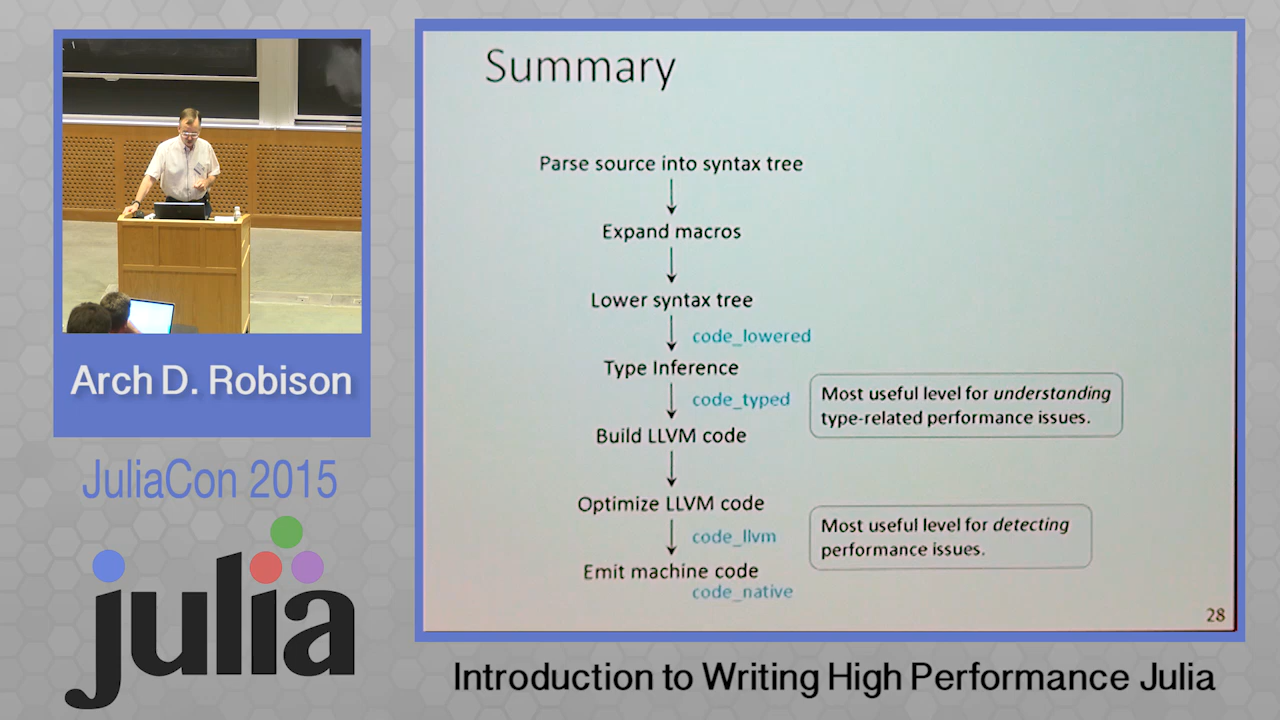 Summary
Parse source into syntax tree
Expand macros
Lower syntax tree
code_lowered
Type Inference
code_typed
Most useful level for understanding
type-related performance issues.
Build LLVM code
Optimize LLVM code
code_llvm
Most useful level for detecting
performance issues.
Emit machine code
code_native
28
Arch D. Robison
JuliaCon 2015
julia
Introduction to Writing High Performance Julia